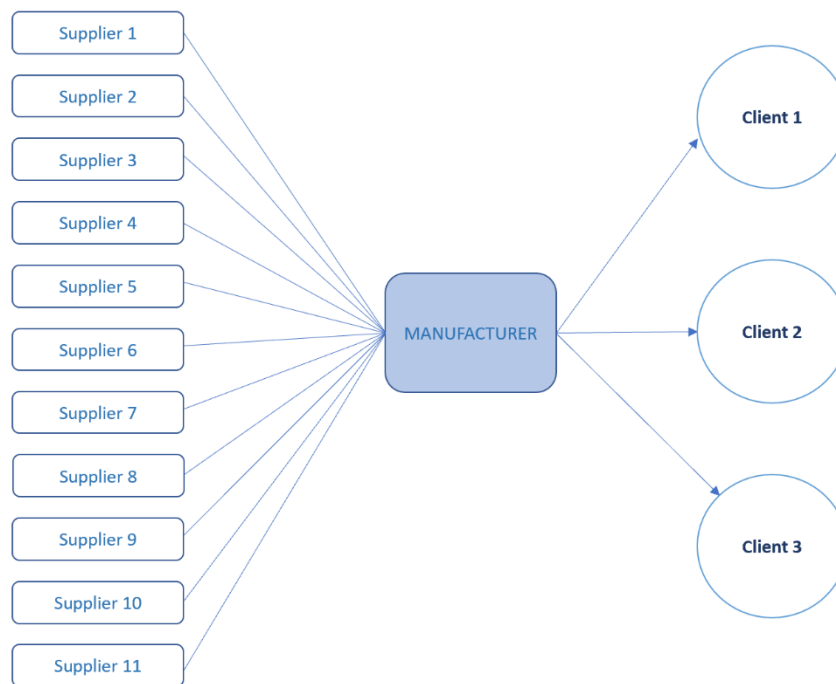 Supplier 1
Supplier 2
Supplier 3
Supplier 4
Supplier 5
Supplier 6
Supplier 7
Supplier 8
Supplier 9
Supplier 10
Supplier 11
MANUFACTURER
Client 1
Client 2
Client 3